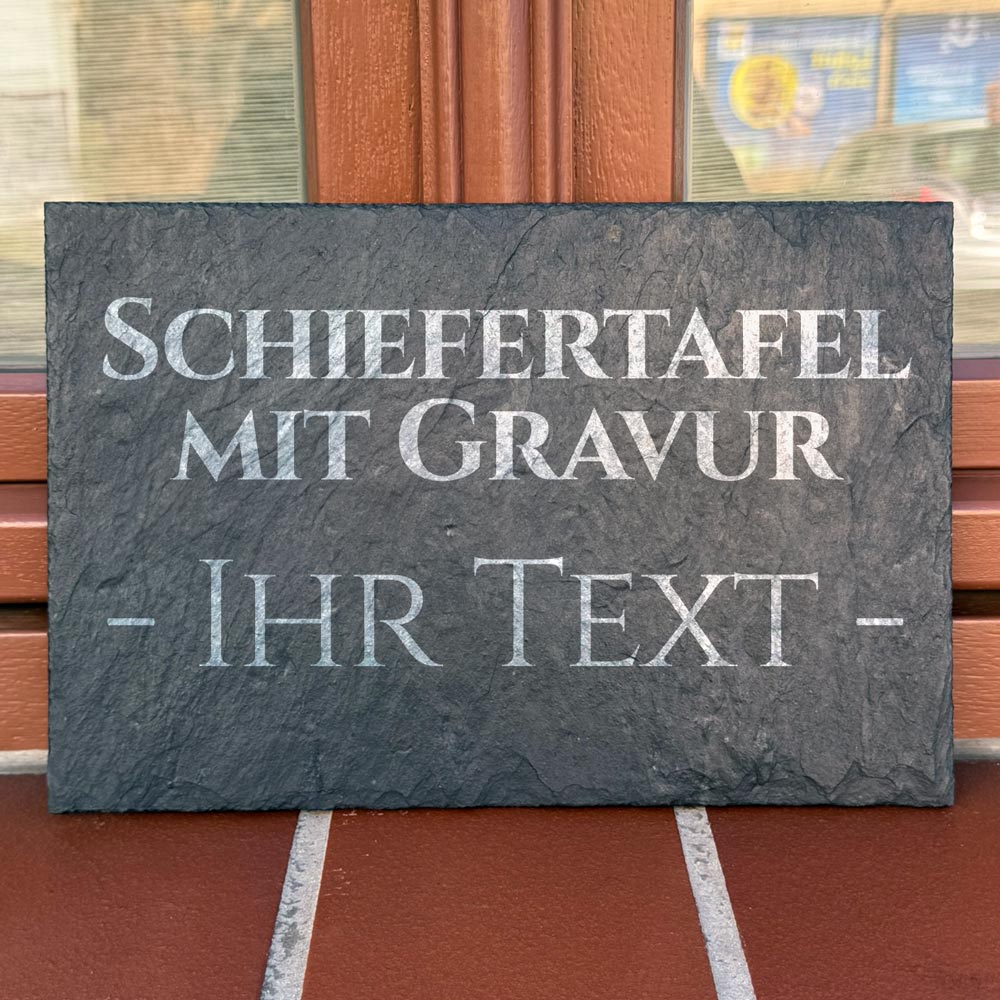 Schiefertafel
mit Gravur
- Ihr Text -